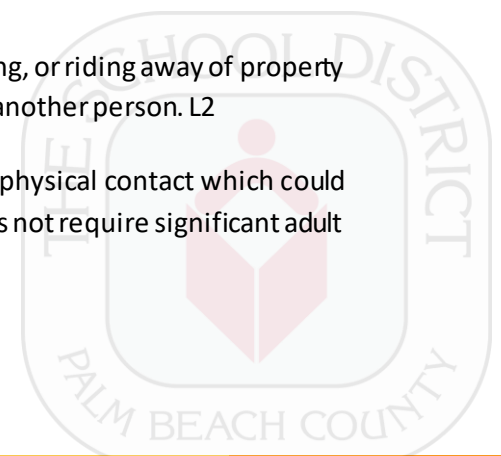 ng, or riding away of property
another person. L2
physical contact which could
s not require significant adult
THE SCHOOL DISTRICT
PALM BEACH COUNTY